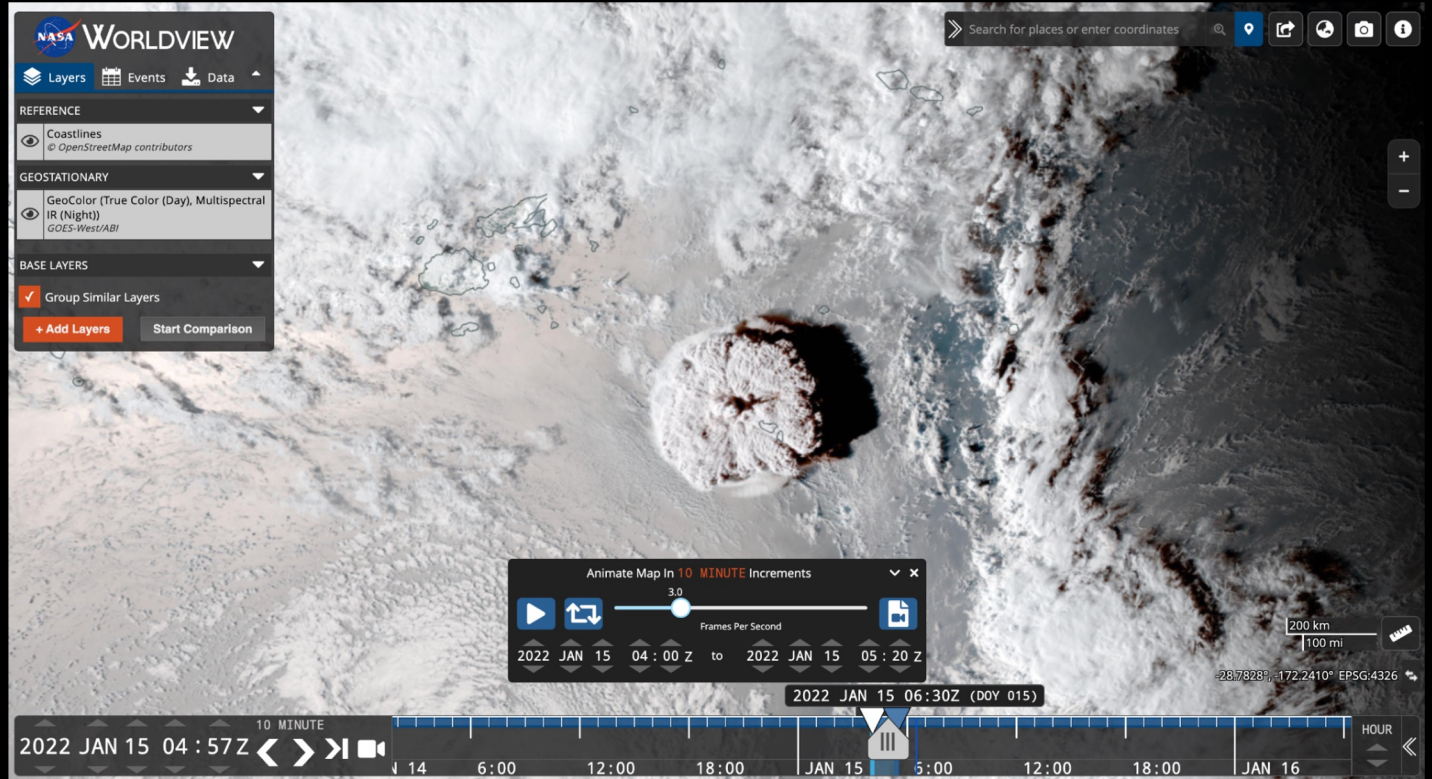 NASA WORLDVIEW
Layers Events Data
REFERENCE
Coastlines
© OpenStreetMap contributors
GEOSTATIONARY
GeoColor (True Color (Day), Multispectral
IR (Night))
GOES-West/ABI
BASE LAYERS
Group Similar Layers
+ Add Layers Start Comparison
Search for places or enter coordinates
+
−
Animate Map In 10 MINUTE Increments
3.0
Frames Per Second
2022 JAN 15 04 : 00 Z to 2022 JAN 15 05 : 20 Z
200 km
100 mi
-28.7828°, -172.2410° EPSG:4326
2022 JAN 15 06:30Z (DOY 015)
10 MINUTE
2022 JAN 15 04 : 57 Z
14 6:00 12:00 18:00 JAN 15 6:00 12:00 18:00 JAN 16
HOUR